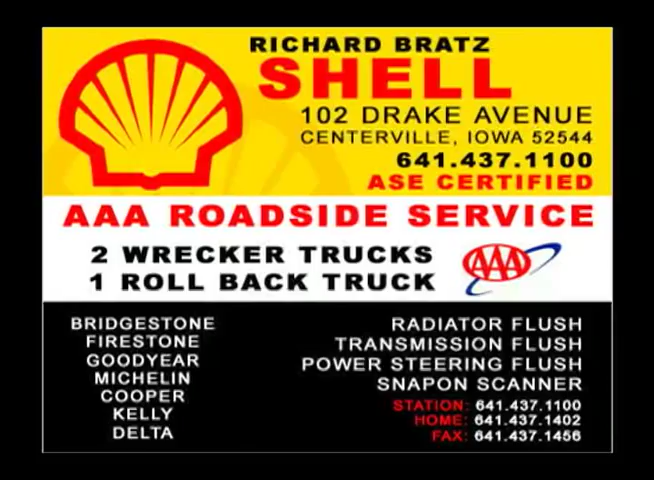 RICHARD BRATZ
SHELL
102 DRAKE AVENUE
CENTERVILLE, IOWA 52544
641.437.1100
ASE CERTIFIED
AAA ROADSIDE SERVICE
2 WRECKER TRUCKS
1 ROLL BACK TRUCK
AAA
BRIDGESTONE
FIRESTONE
GOODYEAR
MICHELIN
COOPER
KELLY
DELTA
RADIATOR FLUSH
TRANSMISSION FLUSH
POWER STEERING FLUSH
SNAPON SCANNER
STATION: 641.437.1100
HOME: 641.437.1402
FAX: 641.437.1456